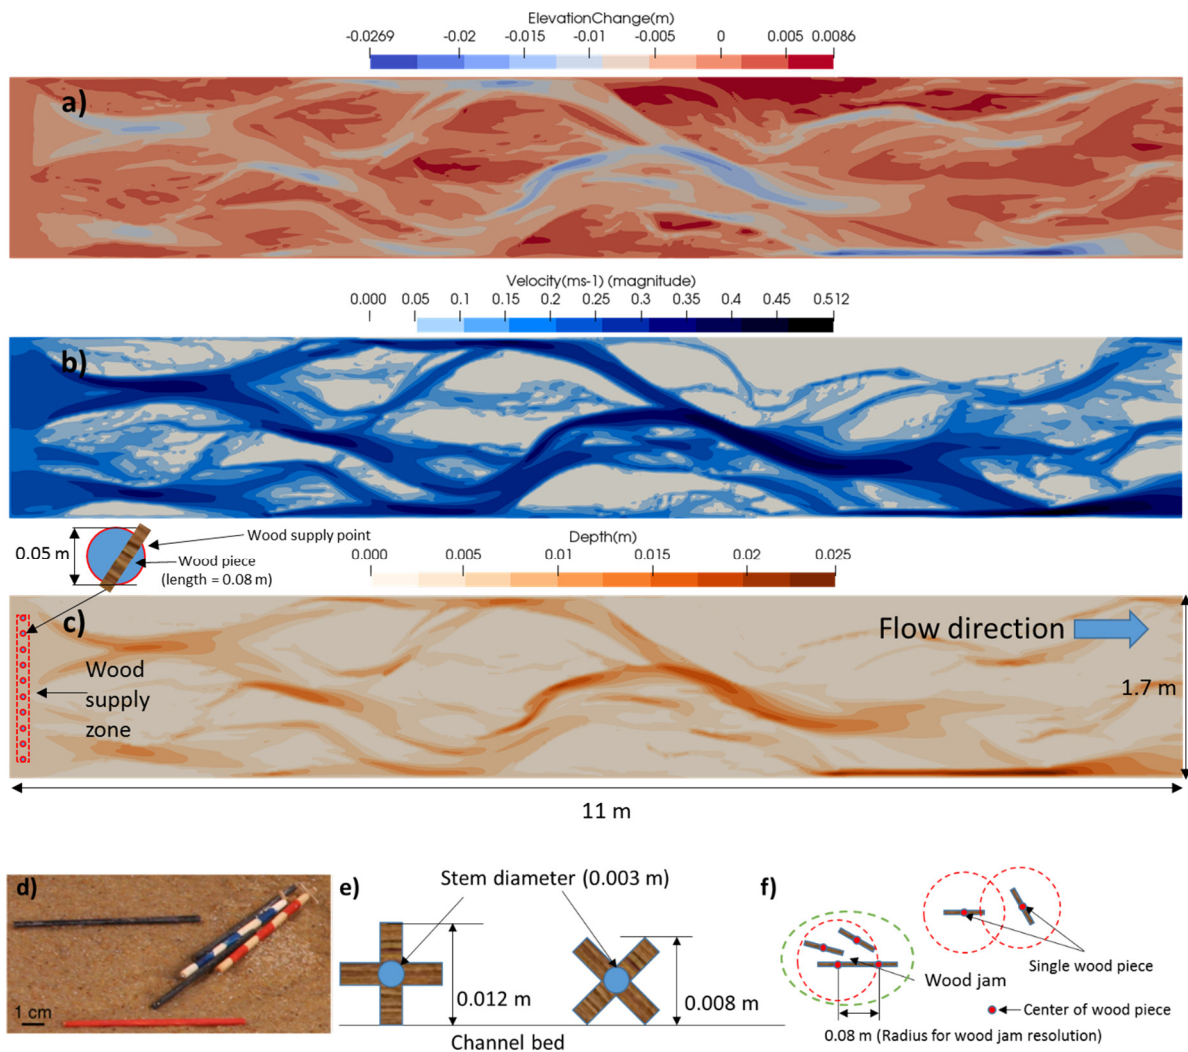 ElevationChange(m)
-0.0269 -0.02 -0.015 -0.01 -0.005 0 0.005 0.0086
a)
Velocity(ms-1) (magnitude)
0.000 0.05 0.1 0.15 0.2 0.25 0.3 0.35 0.4 0.45 0.512
b)
0.05 m
Wood supply point
Wood piece
(length = 0.08 m)
Depth(m)
0.000 0.005 0.01 0.015 0.02 0.025
c)
Flow direction
Wood
supply
zone
1.7 m
11 m
d)
1 cm
e)
Stem diameter (0.003 m)
0.012 m
0.008 m
Channel bed
f)
Wood jam
Single wood piece
Center of wood piece
0.08 m (Radius for wood jam resolution)